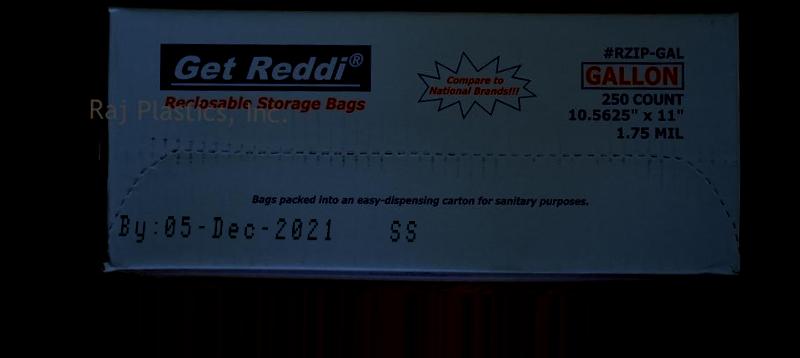 Get Reddi®
Reclosable Storage Bags
Raj Plastics, Inc.
Compare to
National Brands!!!
#RZIP-GAL
GALLON
250 COUNT
10.5625" x 11"
1.75 MIL
Bags packed into an easy-dispensing carton for sanitary purposes.
By:05-Dec-2021 SS